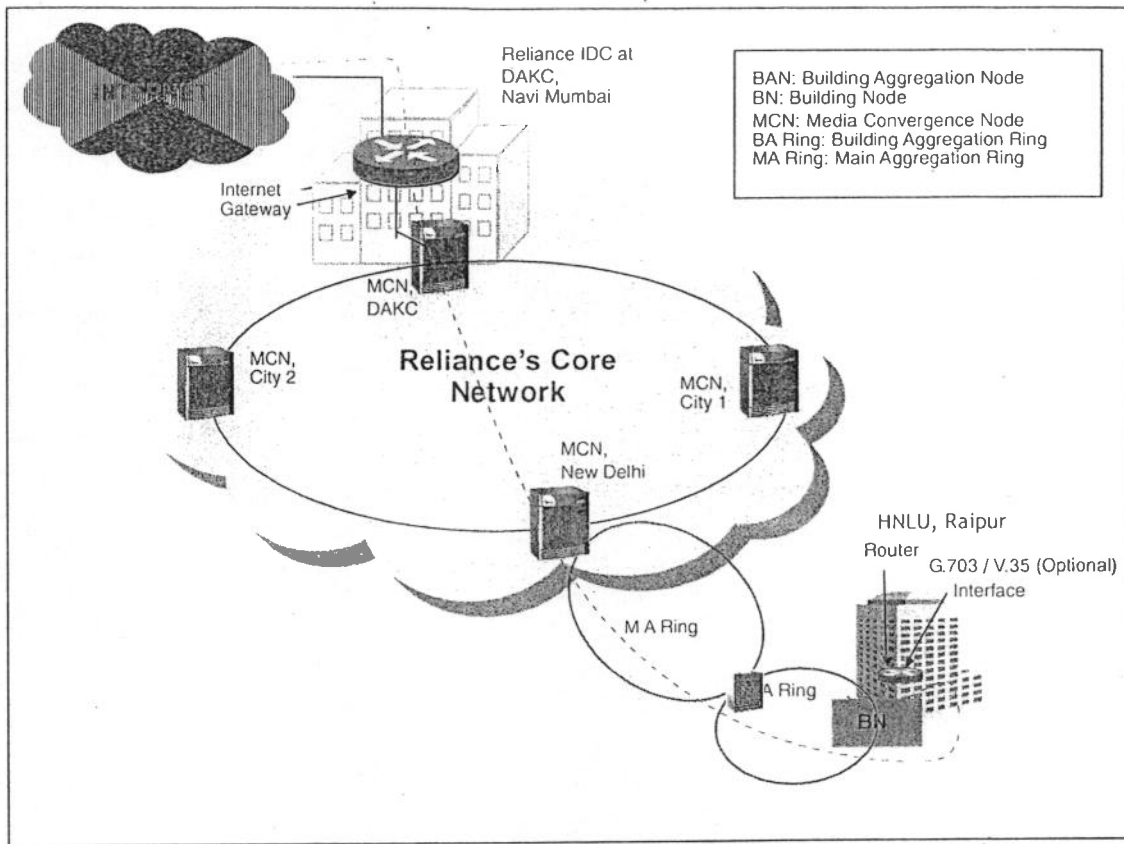 INTERNET
Reliance IDC at
DAKC,
Navi Mumbai
BAN: Building Aggregation Node
BN: Building Node
MCN: Media Convergence Node
BA Ring: Building Aggregation Ring
MA Ring: Main Aggregation Ring
Internet
Gateway
MCN,
DAKC
MCN,
City 2
Reliance's Core
Network
MCN,
City 1
MCN,
New Delhi
HNLU, Raipur
Router
G.703 / V.35 (Optional)
Interface
M A Ring
A Ring
BN